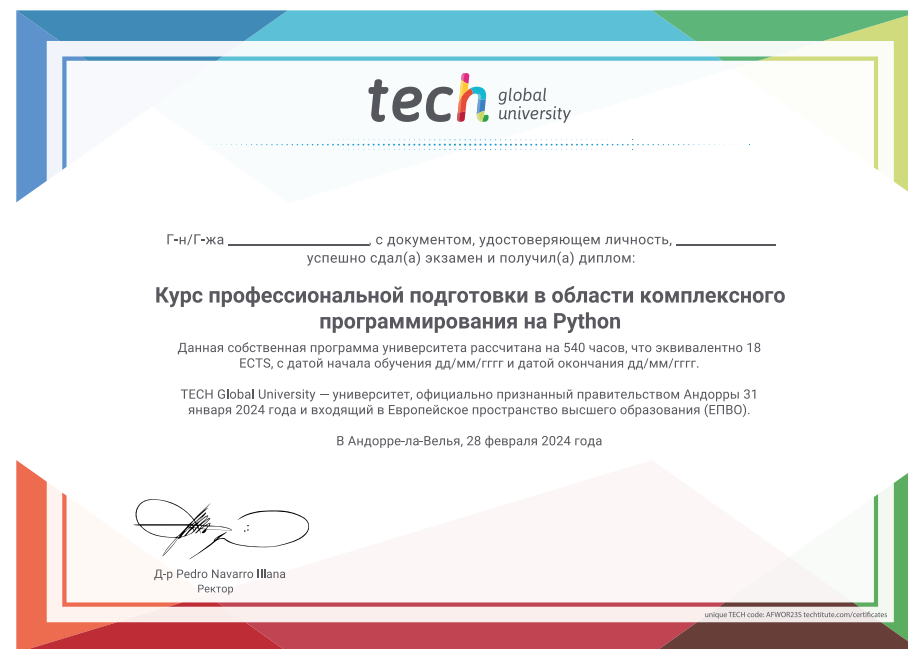 tech global university
Г-н/Г-жа ____________________, с документом, удостоверяющем личность, ______________
успешно сдал(а) экзамен и получил(а) диплом:
Курс профессиональной подготовки в области комплексного
программирования на Python
Данная собственная программа университета рассчитана на 540 часов, что эквивалентно 18
ECTS, с датой начала обучения дд/мм/гггг и датой окончания дд/мм/гггг.
TECH Global University — университет, официально признанный правительством Андорры 31
января 2024 года и входящий в Европейское пространство высшего образования (ЕПВО).
В Андорре-ла-Велья, 28 февраля 2024 года
Д-р Pedro Navarro Illana
Ректор
unique TECH code: AFWOR235 techtitute.com/certificates